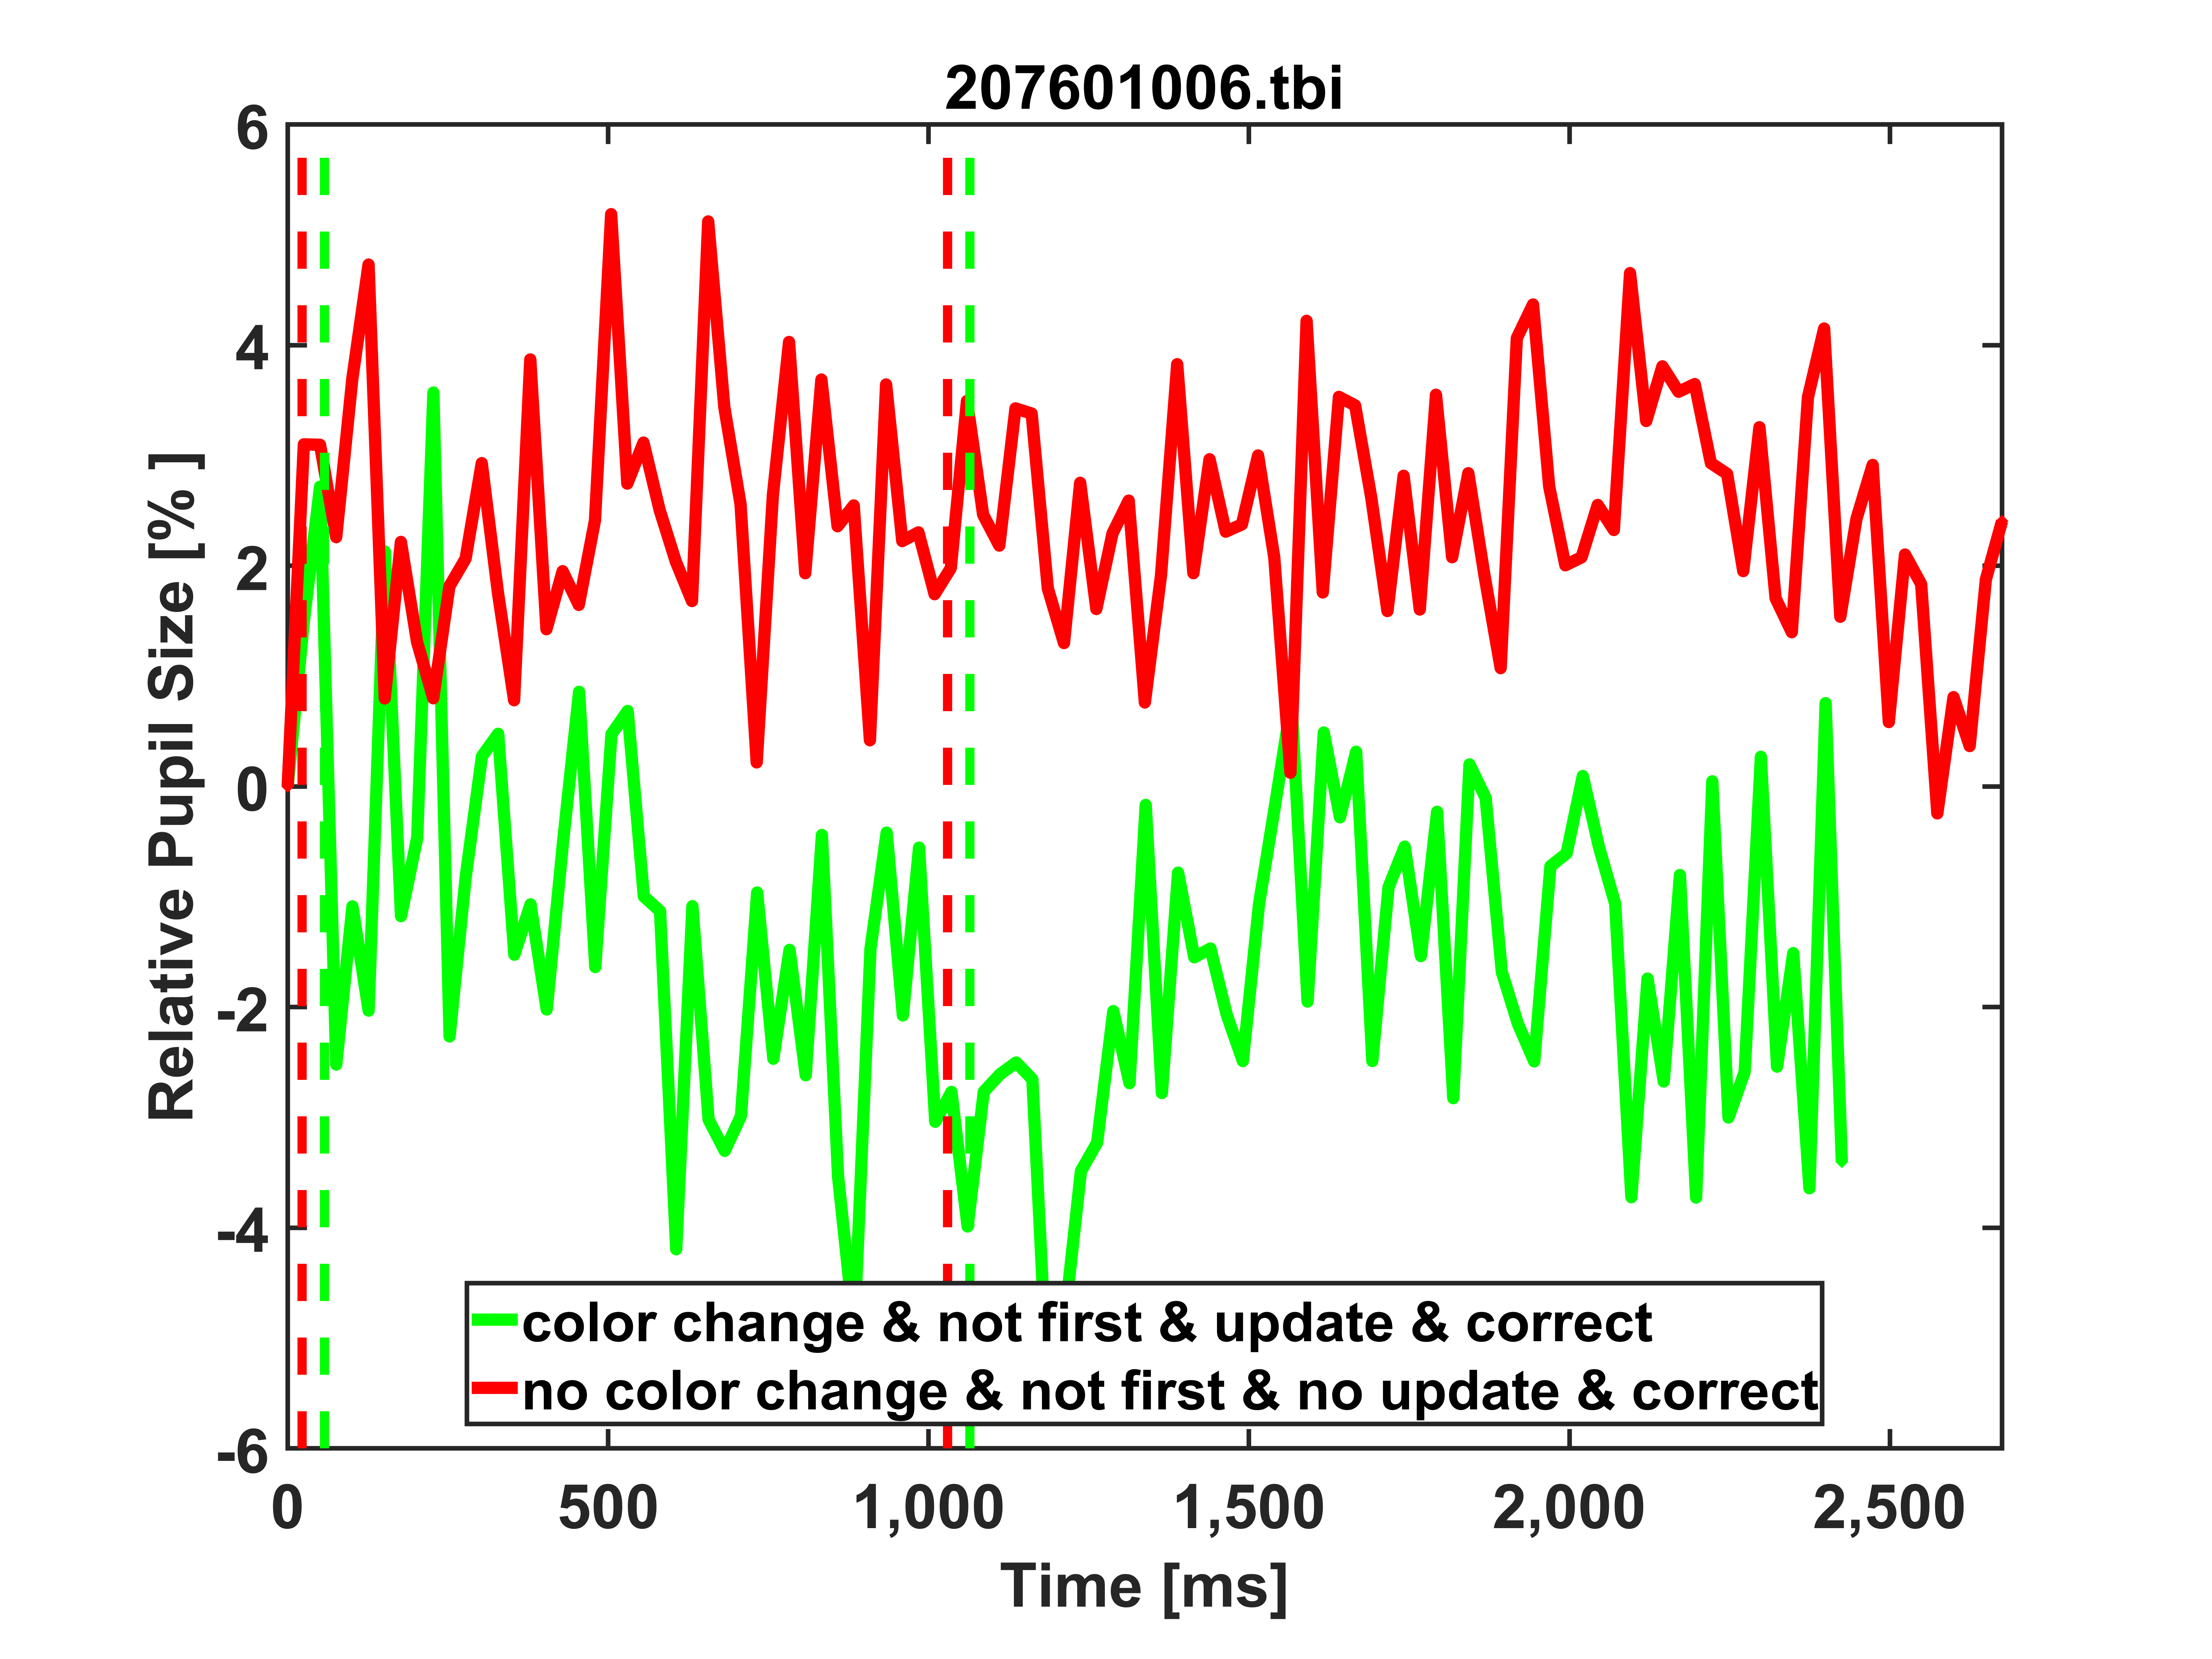 207601006.tbi
6
4
2
0
-2
-4
-6
Relative Pupil Size [% ]
color change & not first & update & correct
no color change & not first & no update & correct
0 500 1,000 1,500 2,000 2,500
Time [ms]